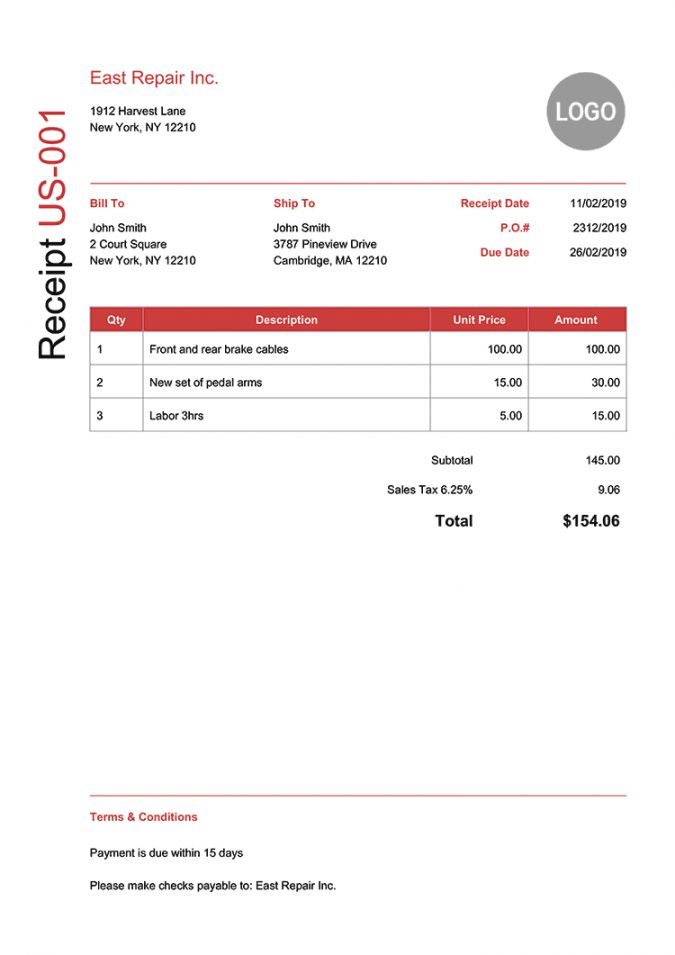 East Repair Inc.
1912 Harvest Lane
New York, NY 12210
LOGO
Receipt US-001
Bill To
John Smith
2 Court Square
New York, NY 12210
Ship To
John Smith
3787 Pineview Drive
Cambridge, MA 12210
Receipt Date 11/02/2019
P.O.# 2312/2019
Due Date 26/02/2019
Qty Description Unit Price Amount
1 Front and rear brake cables 100.00 100.00
2 New set of pedal arms 15.00 30.00
3 Labor 3hrs 5.00 15.00
Subtotal 145.00
Sales Tax 6.25% 9.06
Total $154.06
Terms & Conditions
Payment is due within 15 days
Please make checks payable to: East Repair Inc.